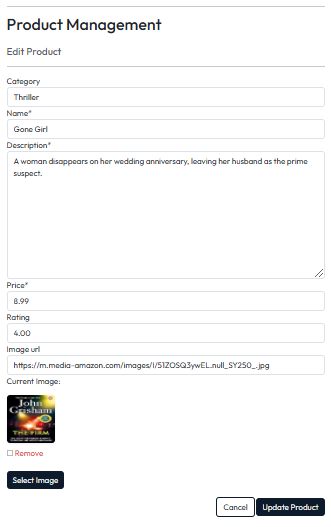 Product Management
Edit Product
Category
Thriller
Name*
Gone Girl
Description*
A woman disappears on her wedding anniversary, leaving her husband as the prime
suspect.
Price*
8.99
Rating
4.00
Image url
https://m.media-amazon.com/images/I/51ZOSQ3ywEL.null_SY250_.jpg
Current Image:
John
Grisham
THE FIRM
Remove
Select Image
Cancel
Update Product